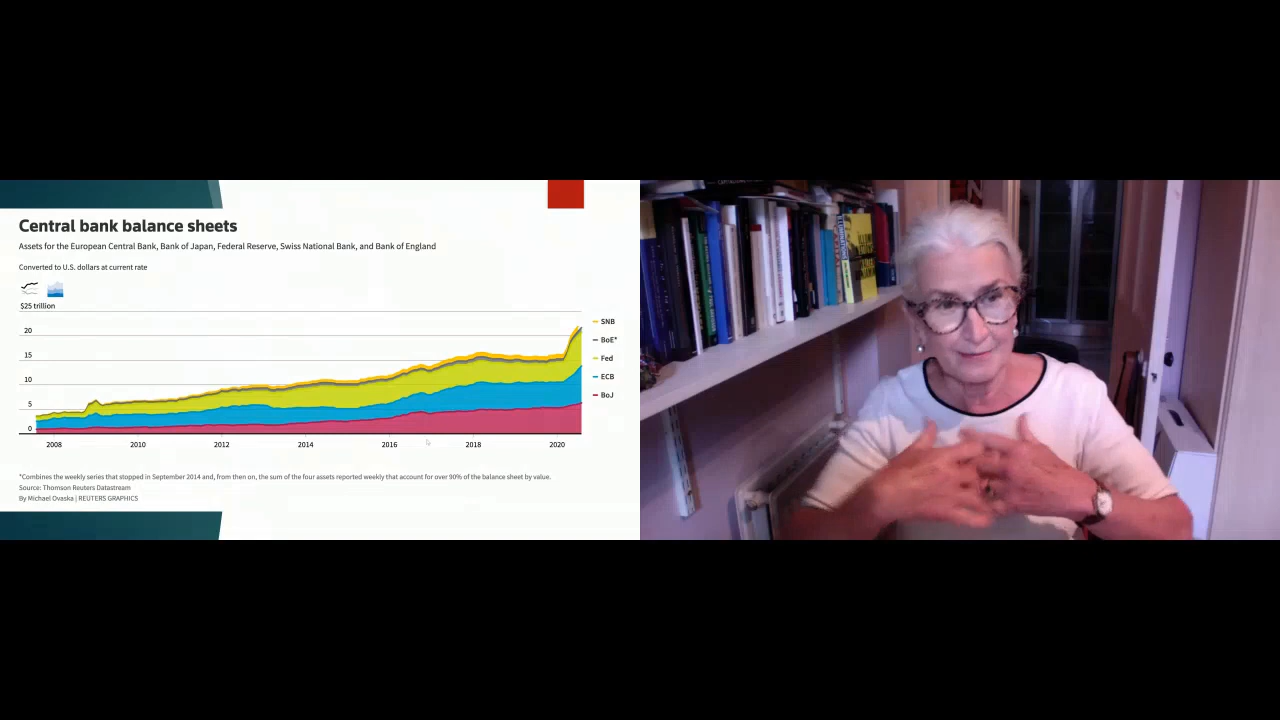 Central bank balance sheets
Assets for the European Central Bank, Bank of Japan, Federal Reserve, Swiss National Bank, and Bank of England
Converted to U.S. dollars at current rate
$25 trillion
20
15
10
5
0
SNB
BoE*
Fed
ECB
BoJ
2008 2010 2012 2014 2016 2018 2020
*Combines the weekly series that stopped in September 2014 and, from then on, the sum of the four assets reported weekly that account for over 90% of the balance sheet by value.
Source: Thomson Reuters Datastream
By Michael Ovaska | REUTERS GRAPHICS